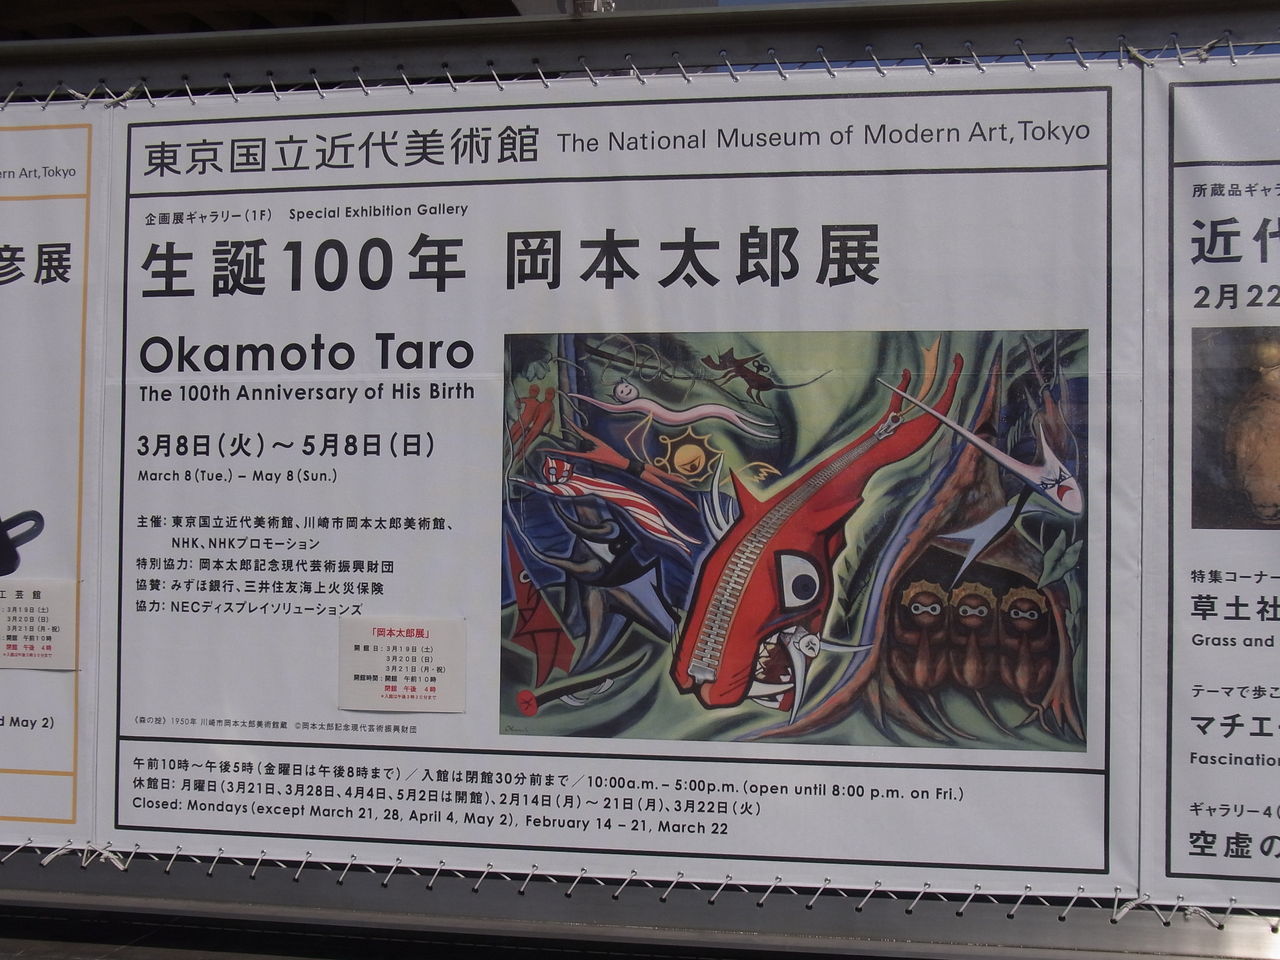 ern Art, Tokyo
彦展
工芸館
3月19日(土)
3月20日(日)
3月21日(月・祝)
開館 午前10時
閉館 午後 4時
d May 2)
東京国立近代美術館 The National Museum of Modern Art, Tokyo
企画展ギャラリー(1F) Special Exhibition Gallery
生誕100年 岡本太郎展
Okamoto Taro
The 100th Anniversary of His Birth
3月8日(火)～5月8日(日)
March 8 (Tue.) – May 8 (Sun.)
主催: 東京国立近代美術館、川崎市岡本太郎美術館、
NHK、NHKプロモーション
特別協力: 岡本太郎記念現代芸術振興財団
協賛: みずほ銀行、三井住友海上火災保険
協力: NECディスプレイソリューションズ
「岡本太郎展」
開館日: 3月19日(土)
3月20日(日)
3月21日(月・祝)
開館時間: 開館 午前10時
閉館 午後 4時
*入館は午後3時30分まで
《森の掟》1950年 川崎市岡本太郎美術館蔵 ©岡本太郎記念現代芸術振興財団
午前10時～午後5時(金曜日は午後8時まで)／入館は閉館30分前まで／10:00a.m. – 5:00p.m. (open until 8:00 p.m. on Fri.)
休館日: 月曜日(3月21日、3月28日、4月4日、5月2日は開館)、2月14日(月)～21日(月)、3月22日(火)
Closed: Mondays (except March 21, 28, April 4, May 2), February 14 – 21, March 22
所蔵品ギャラ
近代
2月22
特集コーナー
草土社
Grass and
テーマで歩こ
マチエ
Fascination
ギャラリー4(
空虚の